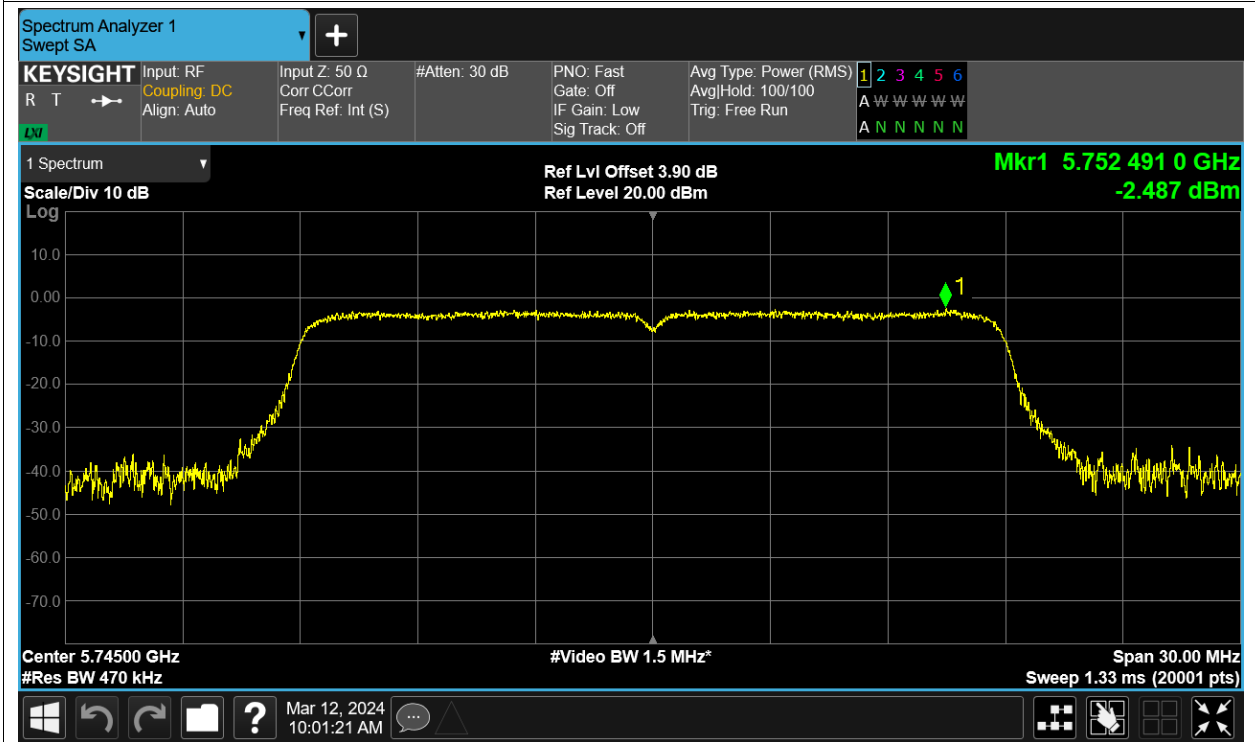 Spectrum Analyzer 1
Swept SA
+
KEYSIGHT
R T
LXI
Input: RF
Coupling: DC
Align: Auto
Input Z: 50 Ω
Corr CCorr
Freq Ref: Int (S)
#Atten: 30 dB
PNO: Fast
Gate: Off
IF Gain: Low
Sig Track: Off
Avg Type: Power (RMS)
Avg|Hold: 100/100
Trig: Free Run
1 2 3 4 5 6
A W W W W W
A N N N N N
1 Spectrum
Scale/Div 10 dB
Ref Lvl Offset 3.90 dB
Ref Level 20.00 dBm
Mkr1 5.752 491 0 GHz
-2.487 dBm
Log
10.0
0.00
-10.0
-20.0
-30.0
-40.0
-50.0
-60.0
-70.0
1
Center 5.74500 GHz
#Res BW 470 kHz
#Video BW 1.5 MHz*
Span 30.00 MHz
Sweep 1.33 ms (20001 pts)
?
Mar 12, 2024
10:01:21 AM